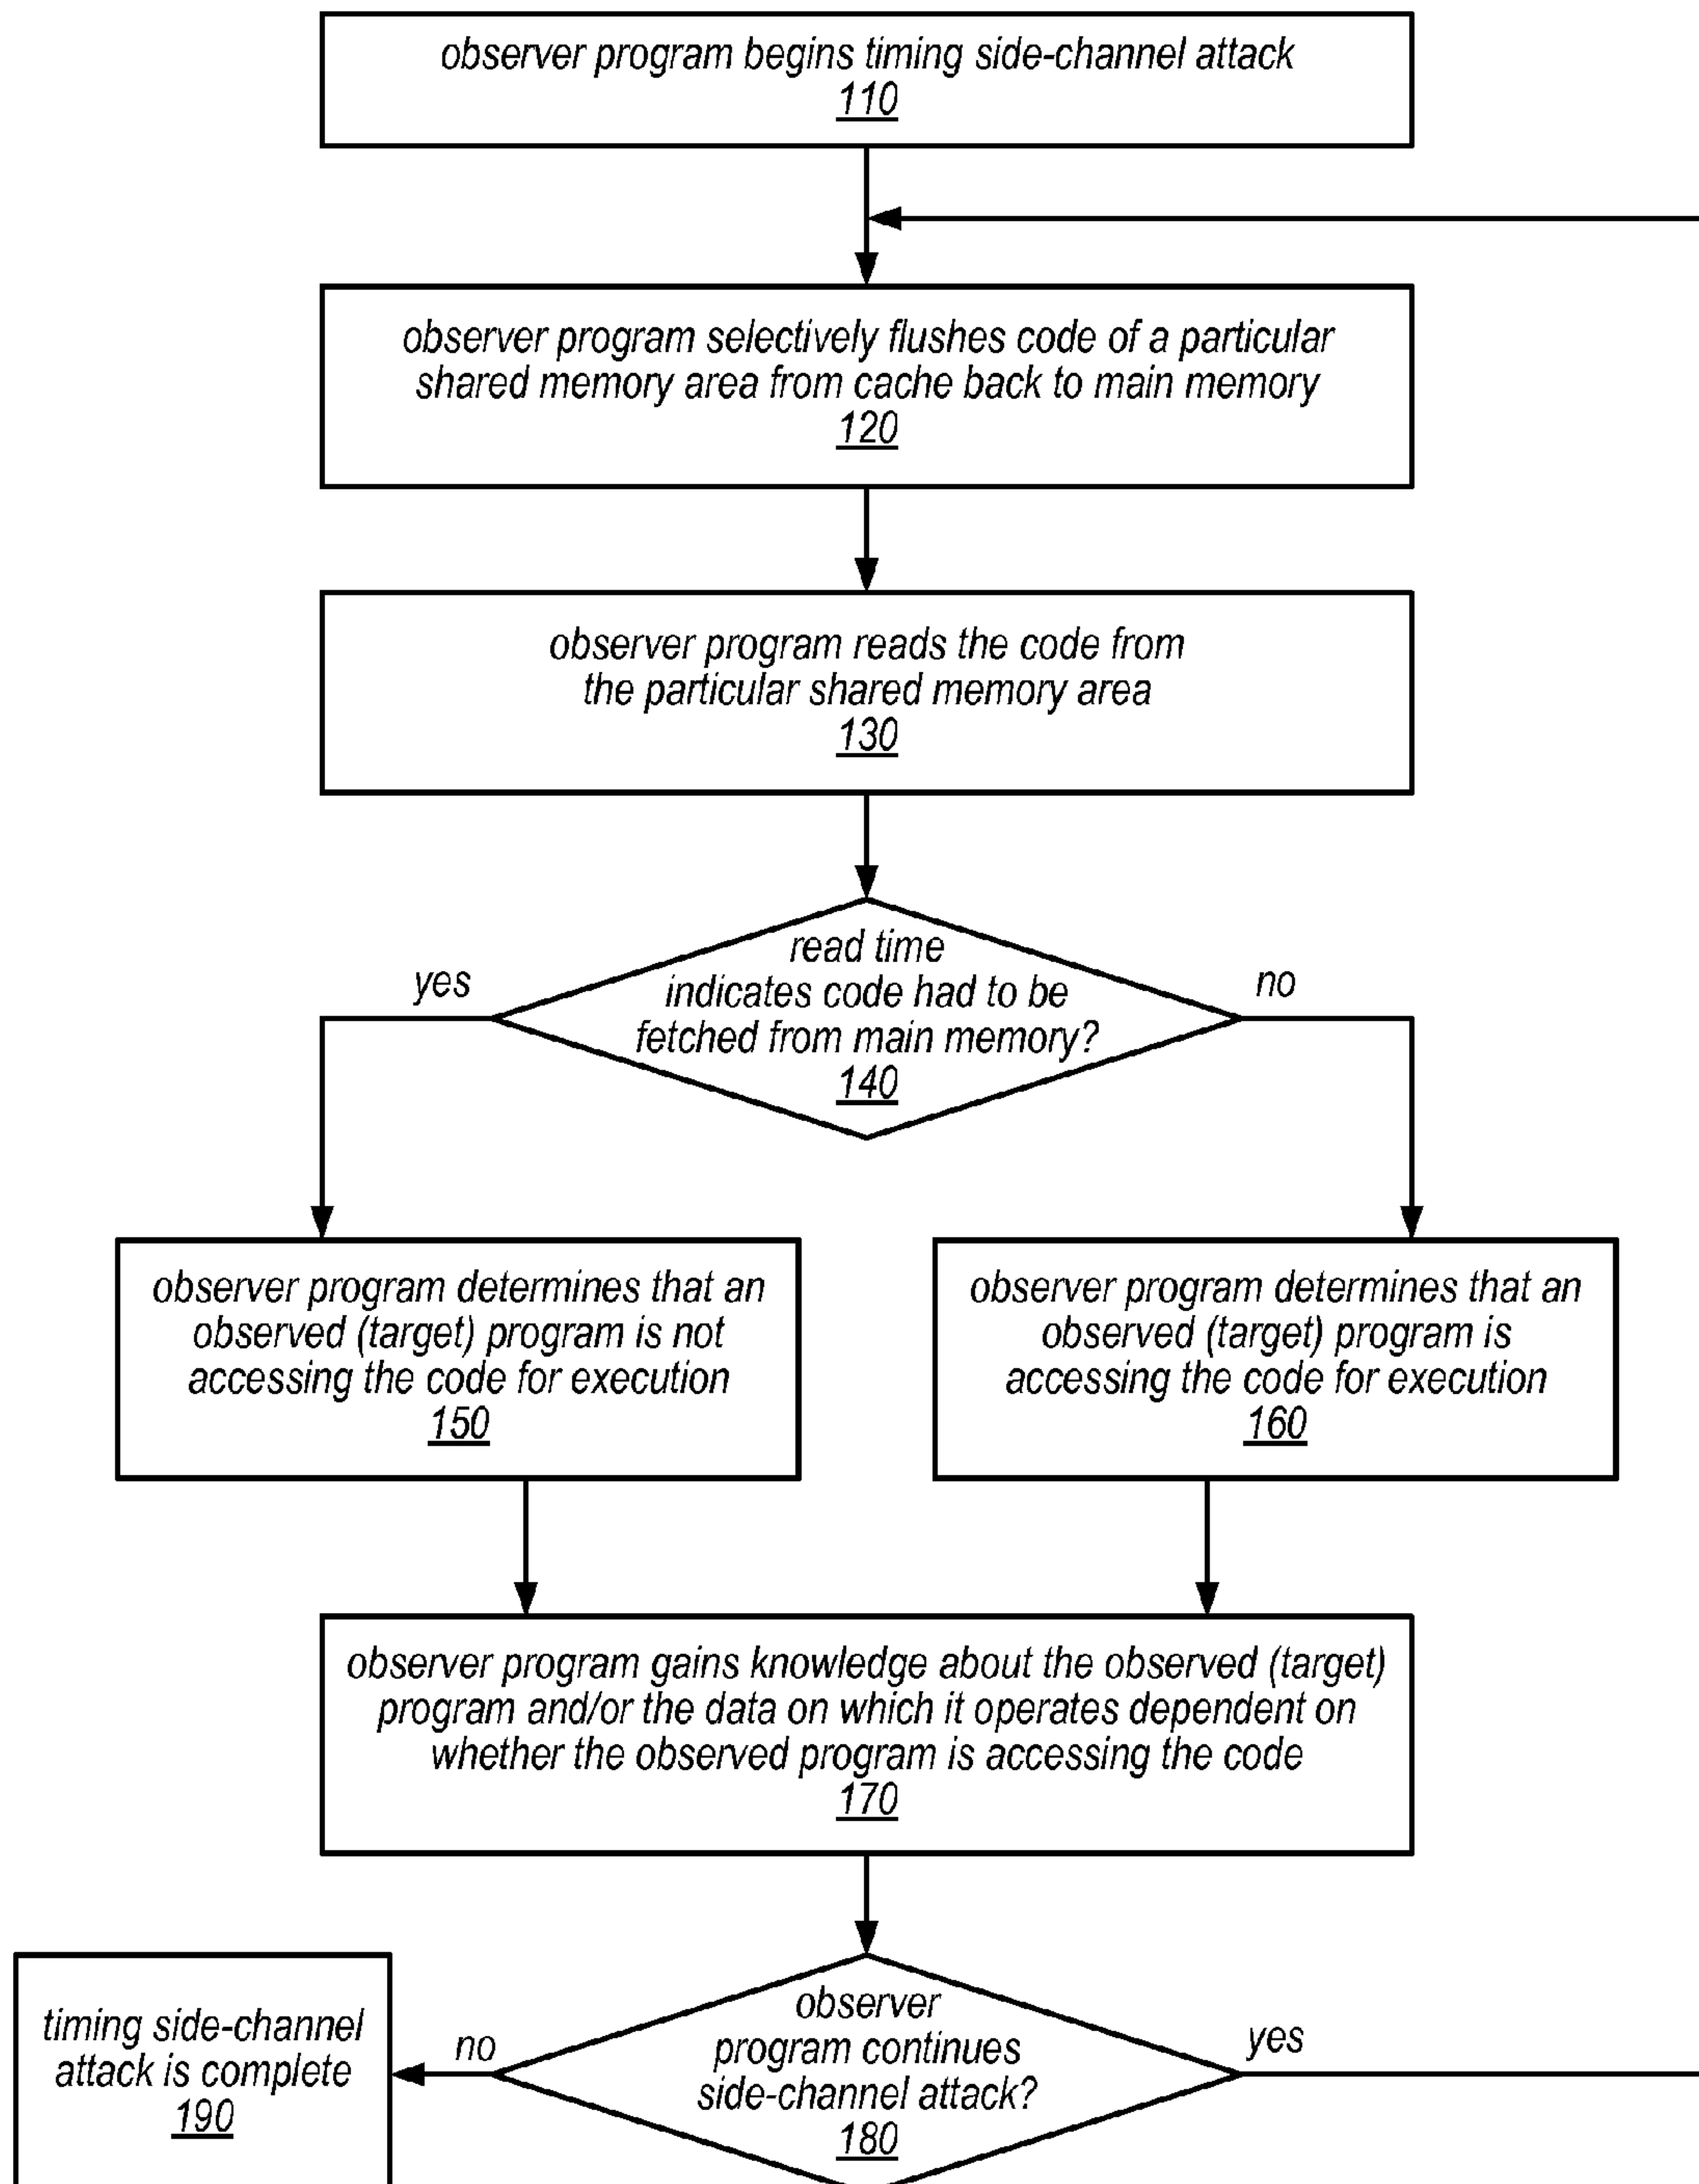 observer program begins timing side-channel attack
110
observer program selectively flushes code of a particular
shared memory area from cache back to main memory
120
observer program reads the code from
the particular shared memory area
130
read time
indicates code had to be
fetched from main memory?
140
yes
no
observer program determines that an
observed (target) program is not
accessing the code for execution
150
observer program determines that an
observed (target) program is
accessing the code for execution
160
observer program gains knowledge about the observed (target)
program and/or the data on which it operates dependent on
whether the observed program is accessing the code
170
observer
program continues
side-channel attack?
180
no
yes
timing side-channel
attack is complete
190